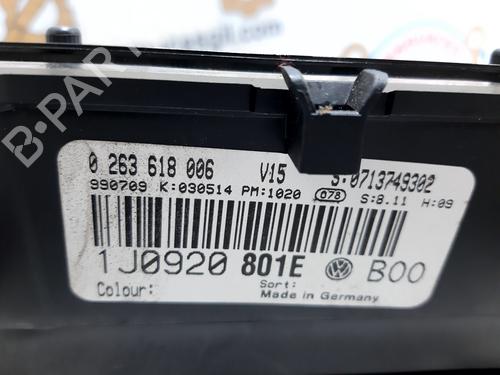 B-PARTS
0 263 618 006 V15 S:0713749302
990709 K:030514 PM:1020 078 S:8.11 H:09
1J0920 801E B00
Colour: Sort:
Made in Germany